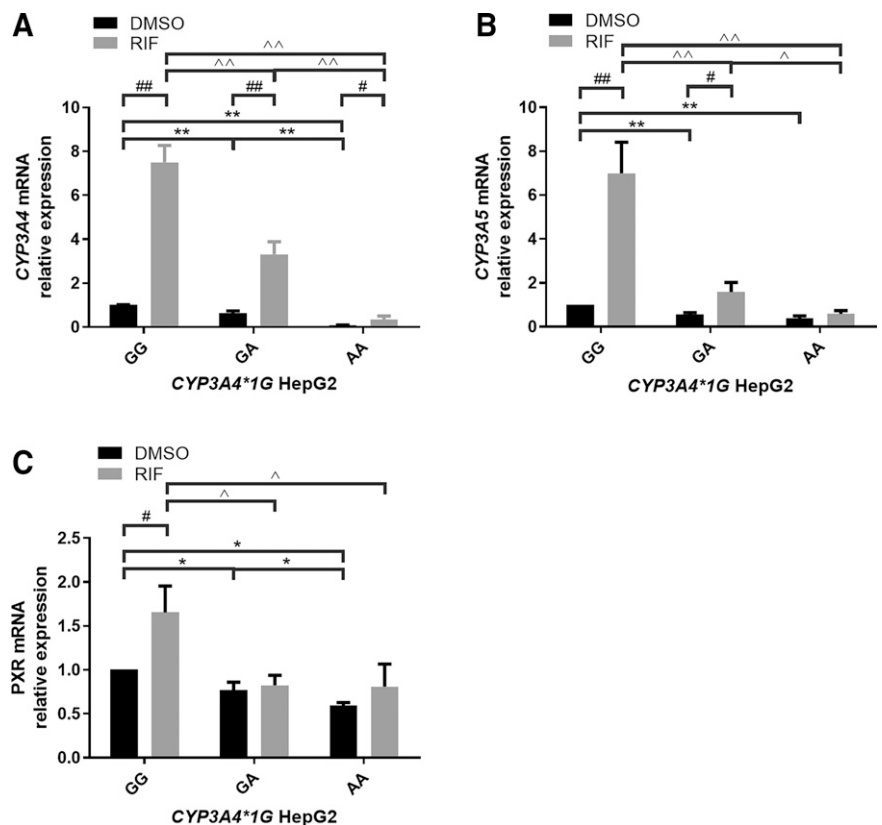 A
DMSO
RIF
^^
^^ ^^
## ## #
**
** **
10
8
6
4
2
0
CYP3A4 mRNA
relative expression
GG GA AA
CYP3A4*1G HepG2
B
DMSO
RIF
^^
^^ ^
## #
**
**
10
8
6
4
2
0
CYP3A5 mRNA
relative expression
GG GA AA
CYP3A4*1G HepG2
C
DMSO
RIF
^
^
#
*
* *
2.5
2.0
1.5
1.0
0.5
0.0
PXR mRNA
relative expression
GG GA AA
CYP3A4*1G HepG2